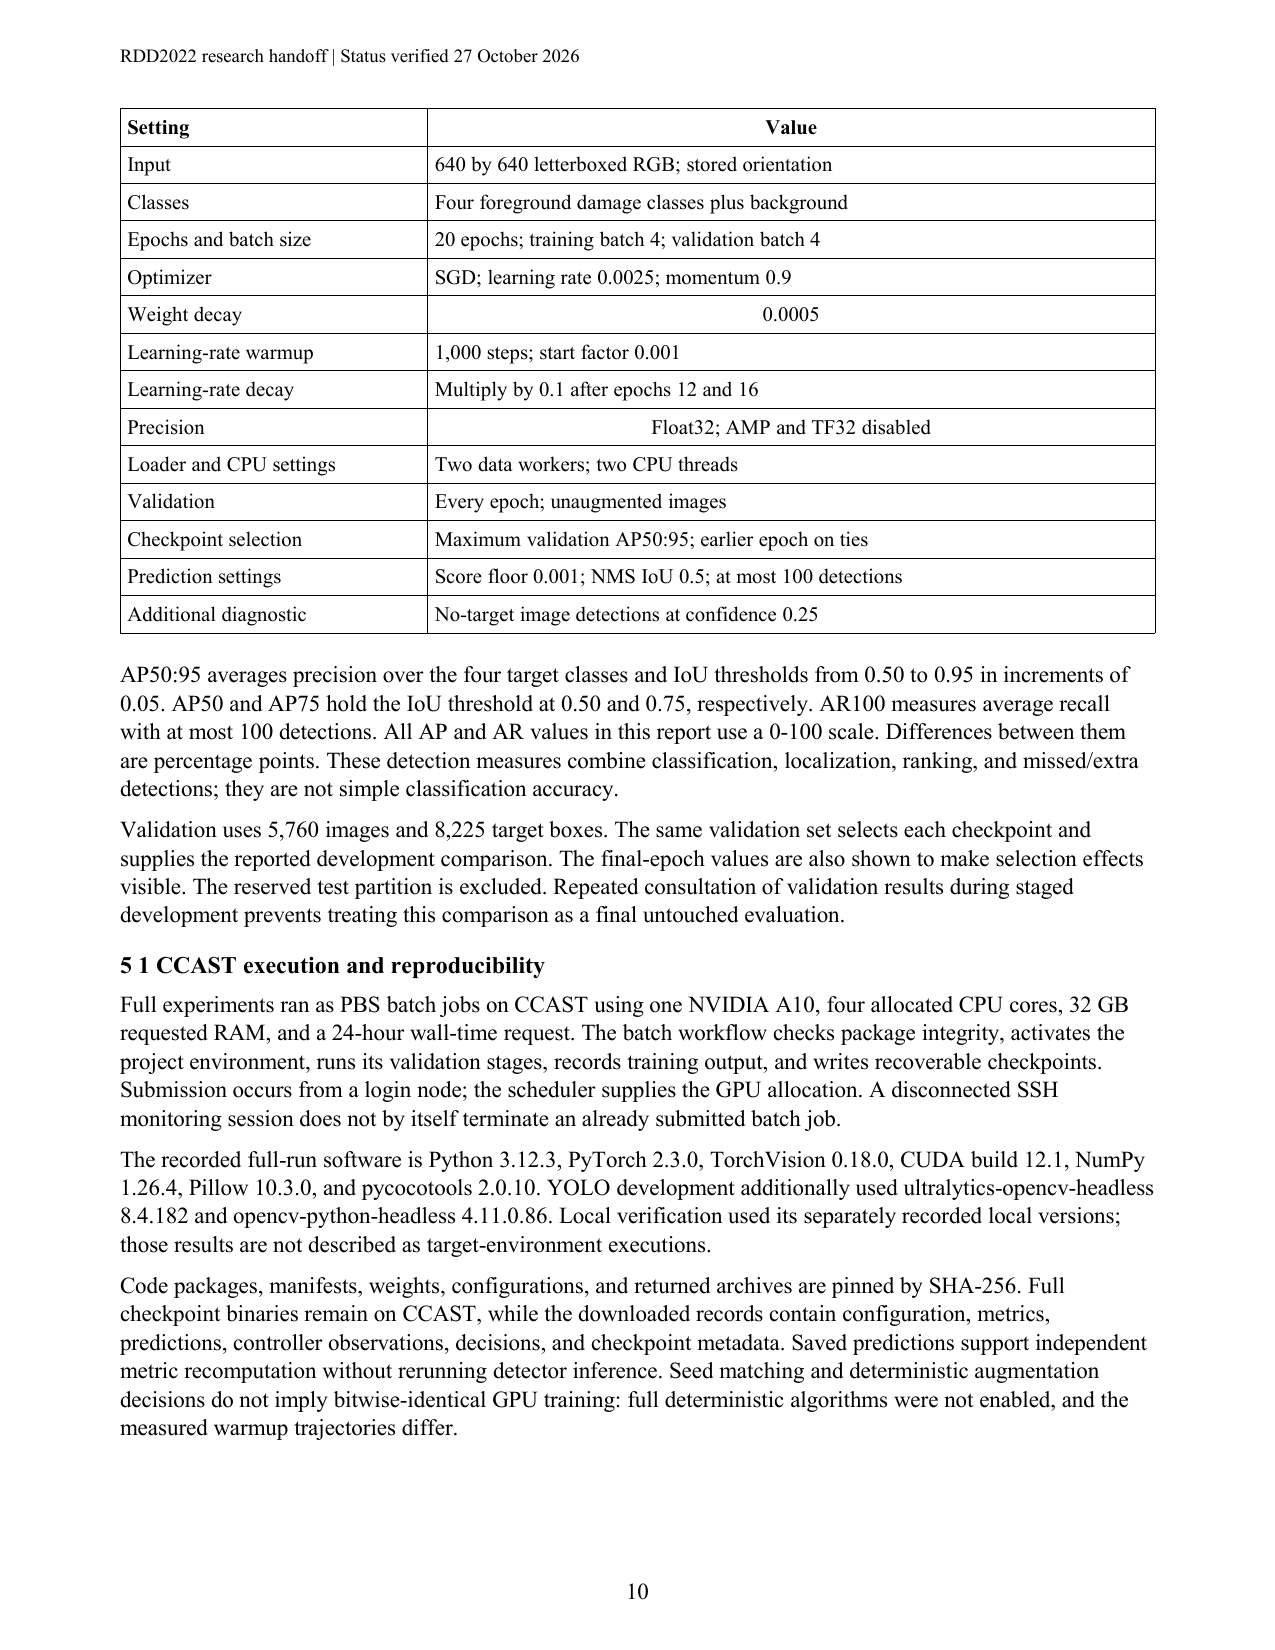 RDD2022 research handoff | Status verified 27 October 2026
Setting Value
Input 640 by 640 letterboxed RGB; stored orientation
Classes Four foreground damage classes plus background
Epochs and batch size 20 epochs; training batch 4; validation batch 4
Optimizer SGD; learning rate 0.0025; momentum 0.9
Weight decay 0.0005
Learning-rate warmup 1,000 steps; start factor 0.001
Learning-rate decay Multiply by 0.1 after epochs 12 and 16
Precision Float32; AMP and TF32 disabled
Loader and CPU settings Two data workers; two CPU threads
Validation Every epoch; unaugmented images
Checkpoint selection Maximum validation AP50:95; earlier epoch on ties
Prediction settings Score floor 0.001; NMS IoU 0.5; at most 100 detections
Additional diagnostic No-target image detections at confidence 0.25
AP50:95 averages precision over the four target classes and IoU thresholds from 0.50 to 0.95 in increments of
0.05. AP50 and AP75 hold the IoU threshold at 0.50 and 0.75, respectively. AR100 measures average recall
with at most 100 detections. All AP and AR values in this report use a 0-100 scale. Differences between them
are percentage points. These detection measures combine classification, localization, ranking, and missed/extra
detections; they are not simple classification accuracy.
Validation uses 5,760 images and 8,225 target boxes. The same validation set selects each checkpoint and
supplies the reported development comparison. The final-epoch values are also shown to make selection effects
visible. The reserved test partition is excluded. Repeated consultation of validation results during staged
development prevents treating this comparison as a final untouched evaluation.
5 1 CCAST execution and reproducibility
Full experiments ran as PBS batch jobs on CCAST using one NVIDIA A10, four allocated CPU cores, 32 GB
requested RAM, and a 24-hour wall-time request. The batch workflow checks package integrity, activates the
project environment, runs its validation stages, records training output, and writes recoverable checkpoints.
Submission occurs from a login node; the scheduler supplies the GPU allocation. A disconnected SSH
monitoring session does not by itself terminate an already submitted batch job.
The recorded full-run software is Python 3.12.3, PyTorch 2.3.0, TorchVision 0.18.0, CUDA build 12.1, NumPy
1.26.4, Pillow 10.3.0, and pycocotools 2.0.10. YOLO development additionally used ultralytics-opencv-headless
8.4.182 and opencv-python-headless 4.11.0.86. Local verification used its separately recorded local versions;
those results are not described as target-environment executions.
Code packages, manifests, weights, configurations, and returned archives are pinned by SHA-256. Full
checkpoint binaries remain on CCAST, while the downloaded records contain configuration, metrics,
predictions, controller observations, decisions, and checkpoint metadata. Saved predictions support independent
metric recomputation without rerunning detector inference. Seed matching and deterministic augmentation
decisions do not imply bitwise-identical GPU training: full deterministic algorithms were not enabled, and the
measured warmup trajectories differ.
10